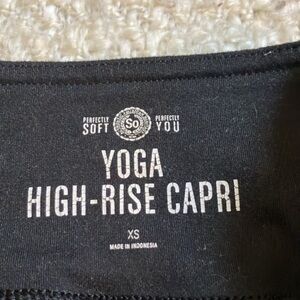 PERFECTLY SOFT
So
PERFECTLY YOU
YOGA
HIGH-RISE CAPRI
XS
MADE IN INDONESIA